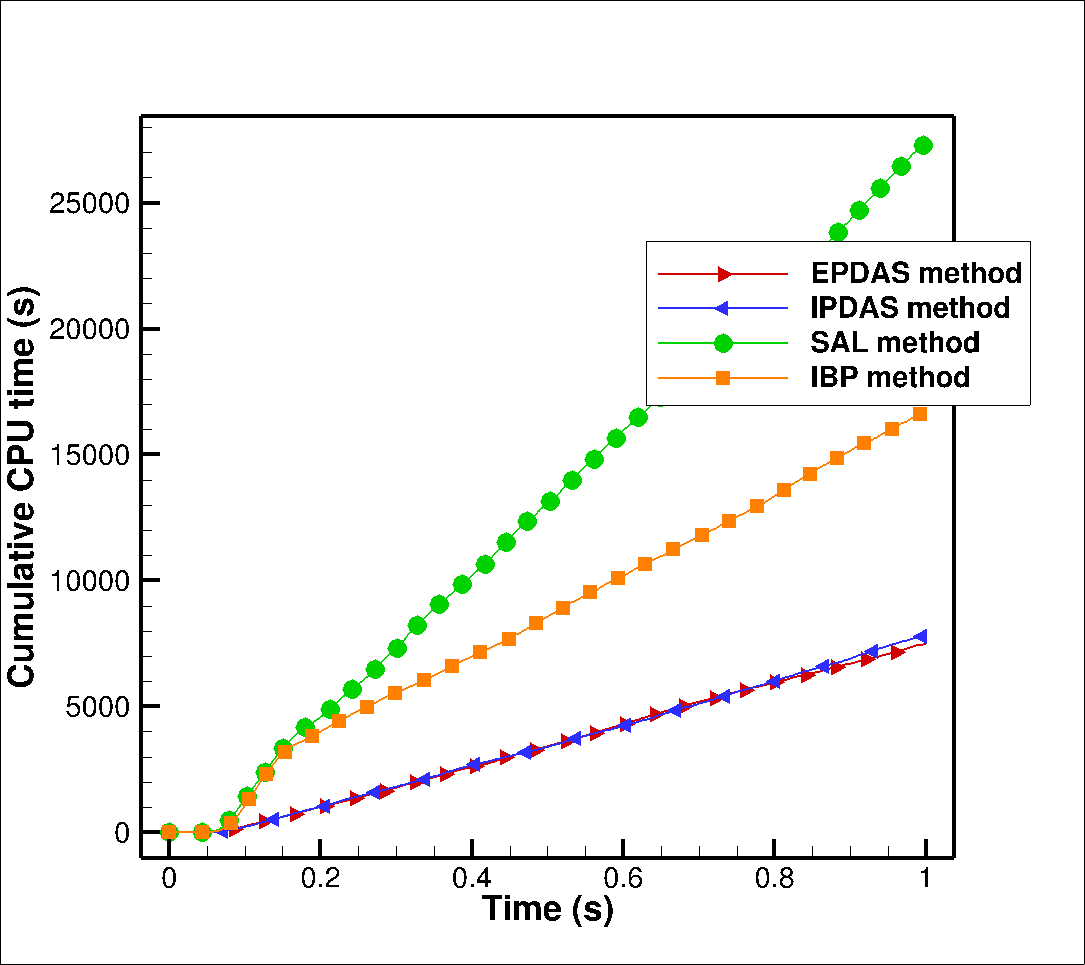 25000
20000
15000
10000
5000
0
Cumulative CPU time (s)
EPDAS method
IPDAS method
SAL method
IBP method
0 0.2 0.4 0.6 0.8 1
Time (s)